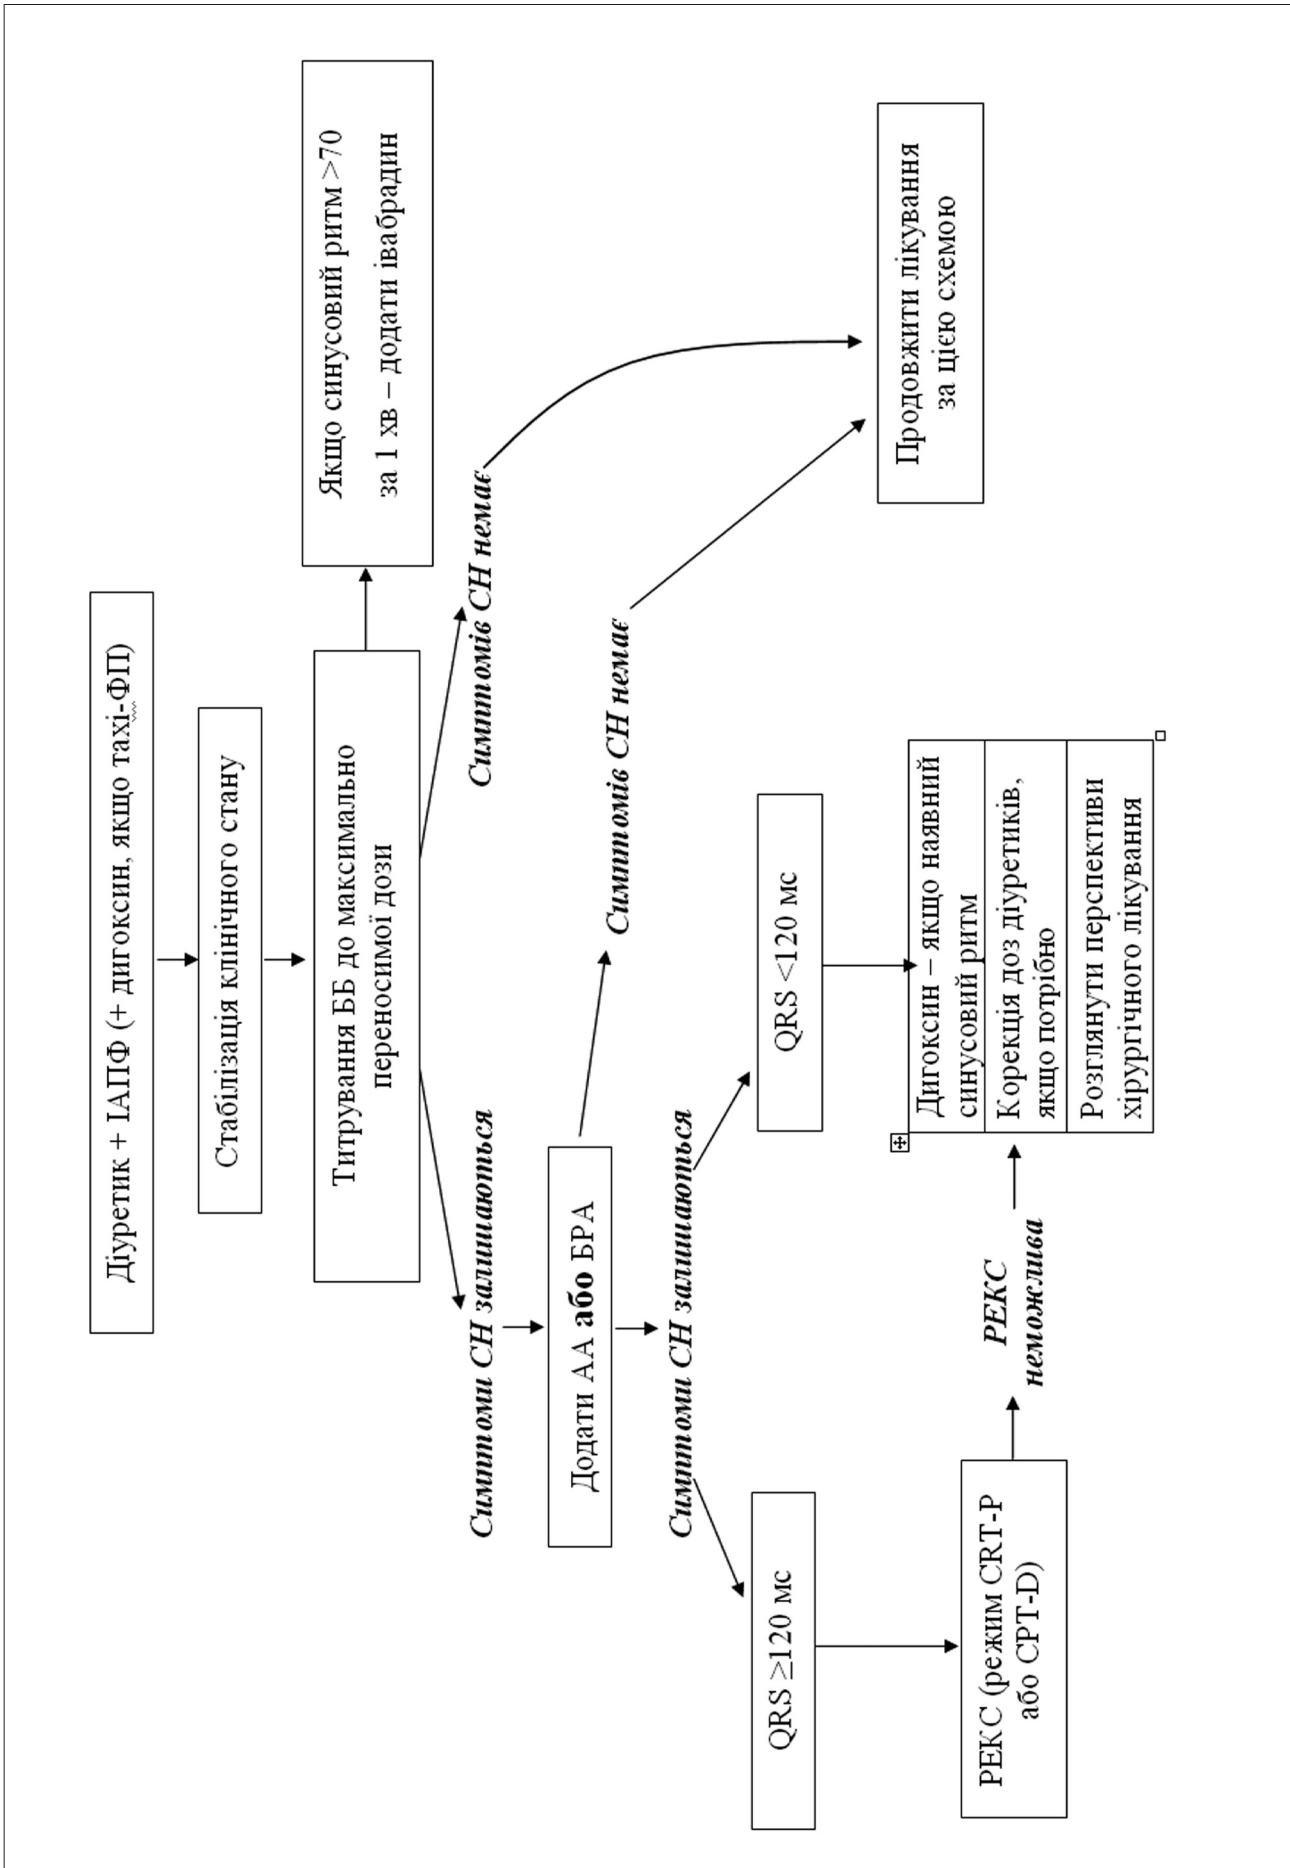 Діуретик + ІАПФ (+ дигоксин, якщо тахі-ФП)
Стабілізація клінічного стану
Титрування ББ до максимально
переносимої дози
Якщо синусовий ритм >70
за 1 хв – додати івабрадин
Симптоми СН залишаються
Симптомів СН немає
Додати АА або БРА
Симптомів СН немає
Симптоми СН залишаються
QRS ≥120 мс
QRS <120 мс
Продовжити лікування
за цією схемою
РЕКС (режим CRT-P
або СРТ-D)
РЕКС
неможлива
Дигоксин – якщо наявний
синусовий ритм
Корекція доз діуретиків,
якщо потрібно
Розглянути перспективи
хірургічного лікування